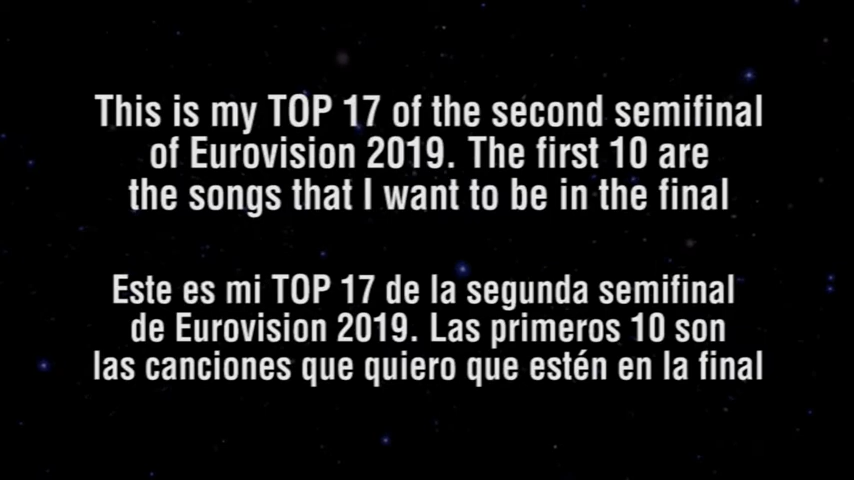 This is my TOP 17 of the second semifinal
of Eurovision 2019. The first 10 are
the songs that I want to be in the final
Este es mi TOP 17 de la segunda semifinal
de Eurovision 2019. Las primeros 10 son
las canciones que quiero que estén en la final